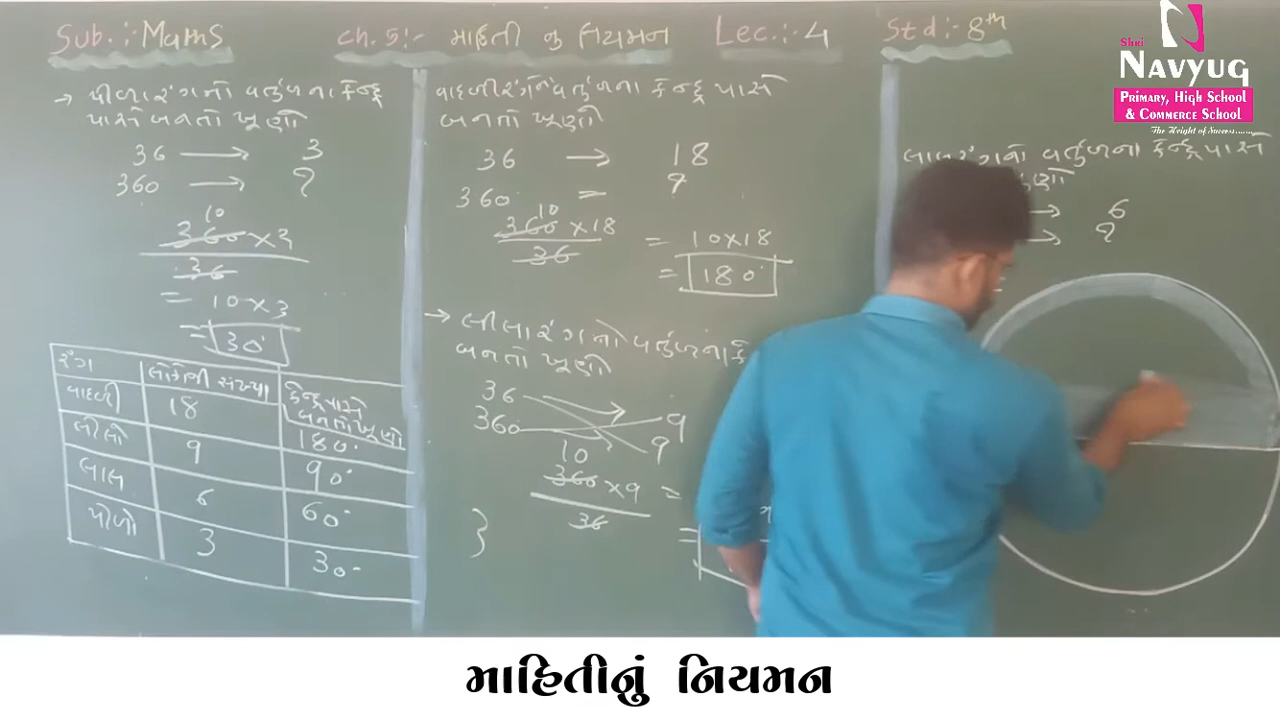 Sub. :- Maths
ch. 5 :- માહિતી નું નિયમન
Lec. :- 4
Std :- 8th
Shri
NAVYUG
PRIMARY, HIGH SCHOOL
& COMMERCE SCHOOL
The Height of Success......
→ પીળા રંગનો વર્તુળના કેન્દ્ર
પાસે બનતો ખૂણો
36 → 3
360 → ?
10
360 × 3
36
= 10 × 3
= 30°
રંગ લોકોની સંખ્યા કેન્દ્ર પાસે બનતો ખૂણો
વાદળી 18 180°
લીલો 9 90°
લાલ 6 60°
પીળો 3 30°
વાદળી રંગનો વર્તુળના કેન્દ્ર પાસે
બનતો ખૂણો
36 → 18
360 = ?
10
360 × 18
36
= 10 × 18
= 180°
→ લીલા રંગનો વર્તુળના કે
બનતો ખૂણો
36 9
360 ?
10
360 × 9 =
36
=
લાલ રંગનો વર્તુળના કેન્દ્ર પાસે
ખૂણો
→ 6
→ ?
=
માહિતીનું નિયમન